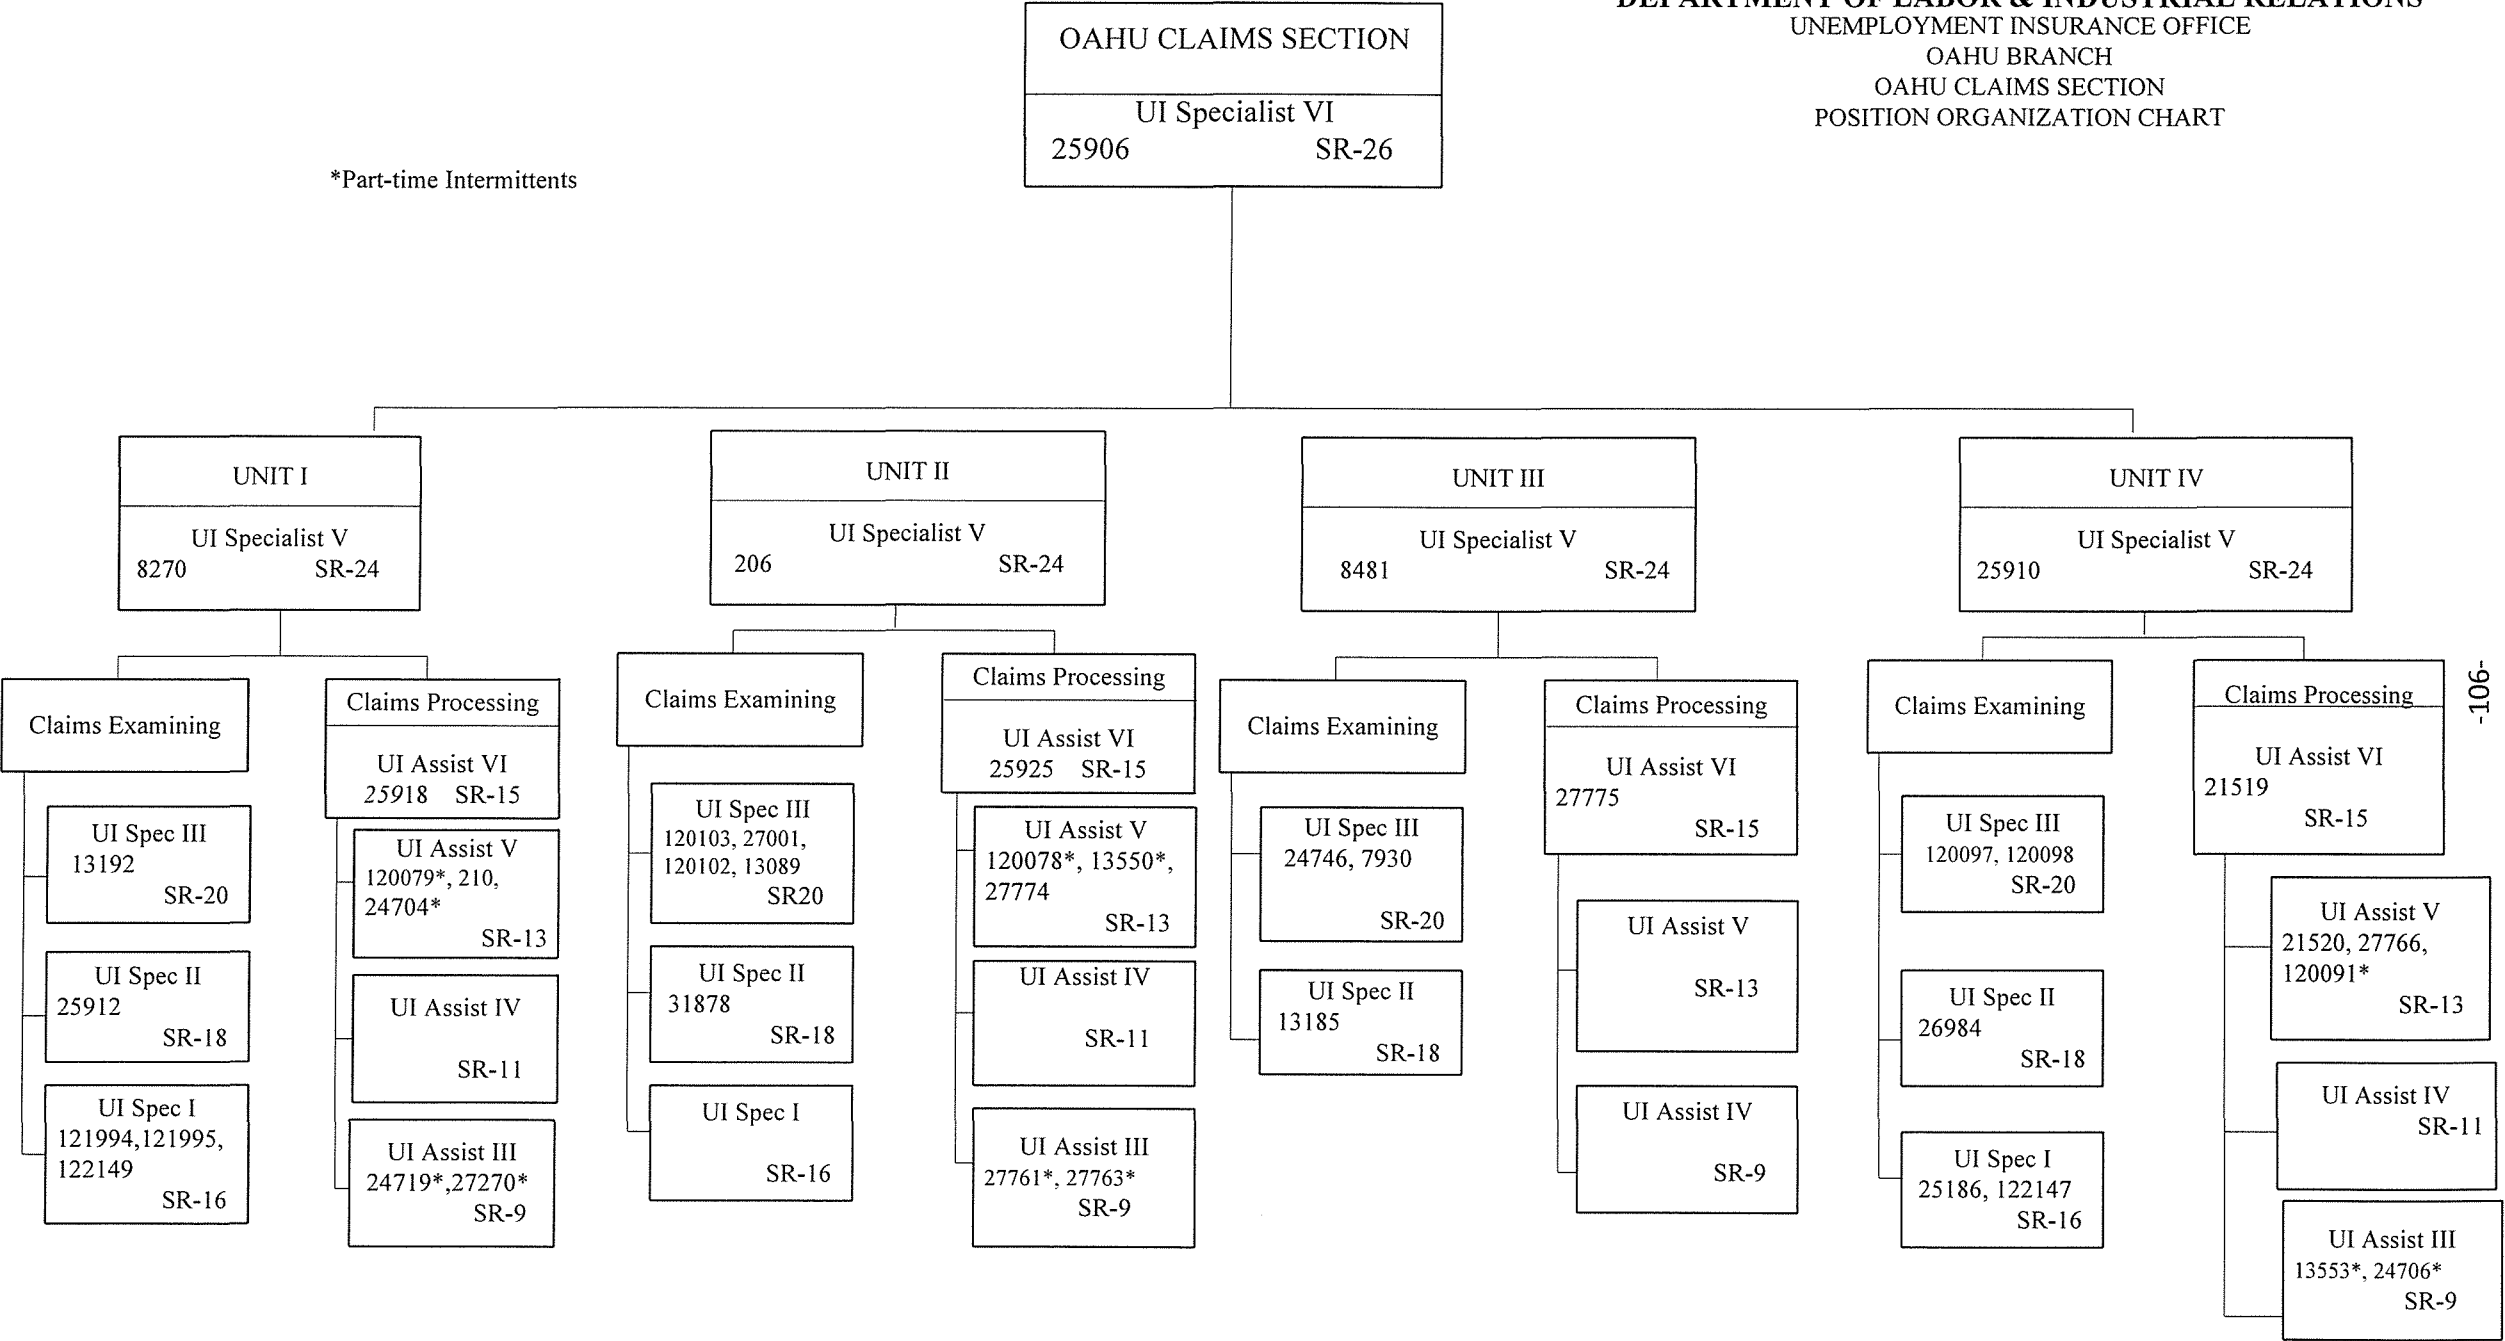 DEPARTMENT OF LABOR & INDUSTRIAL RELATIONS
UNEMPLOYMENT INSURANCE OFFICE
OAHU BRANCH
OAHU CLAIMS SECTION
POSITION ORGANIZATION CHART
OAHU CLAIMS SECTION
UI Specialist VI
25906 SR-26
*Part-time Intermittents
UNIT I
UI Specialist V
8270 SR-24
Claims Examining
UI Spec III
13192
SR-20
UI Spec II
25912
SR-18
UI Spec I
121994,121995,
122149
SR-16
Claims Processing
UI Assist VI
25918 SR-15
UI Assist V
120079*, 210,
24704*
SR-13
UI Assist IV
SR-11
UI Assist III
24719*,27270*
SR-9
UNIT II
UI Specialist V
206 SR-24
Claims Examining
UI Spec III
120103, 27001,
120102, 13089
SR20
UI Spec II
31878
SR-18
UI Spec I
SR-16
Claims Processing
UI Assist VI
25925 SR-15
UI Assist V
120078*, 13550*,
27774
SR-13
UI Assist IV
SR-11
UI Assist III
27761*, 27763*
SR-9
UNIT III
UI Specialist V
8481 SR-24
Claims Examining
UI Spec III
24746, 7930
SR-20
UI Spec II
13185
SR-18
Claims Processing
UI Assist VI
27775
SR-15
UI Assist V
SR-13
UI Assist IV
SR-9
UNIT IV
UI Specialist V
25910 SR-24
Claims Examining
UI Spec III
120097, 120098
SR-20
UI Spec II
26984
SR-18
UI Spec I
25186, 122147
SR-16
Claims Processing
UI Assist VI
21519
SR-15
UI Assist V
21520, 27766,
120091*
SR-13
UI Assist IV
SR-11
UI Assist III
13553*, 24706*
SR-9
-106-